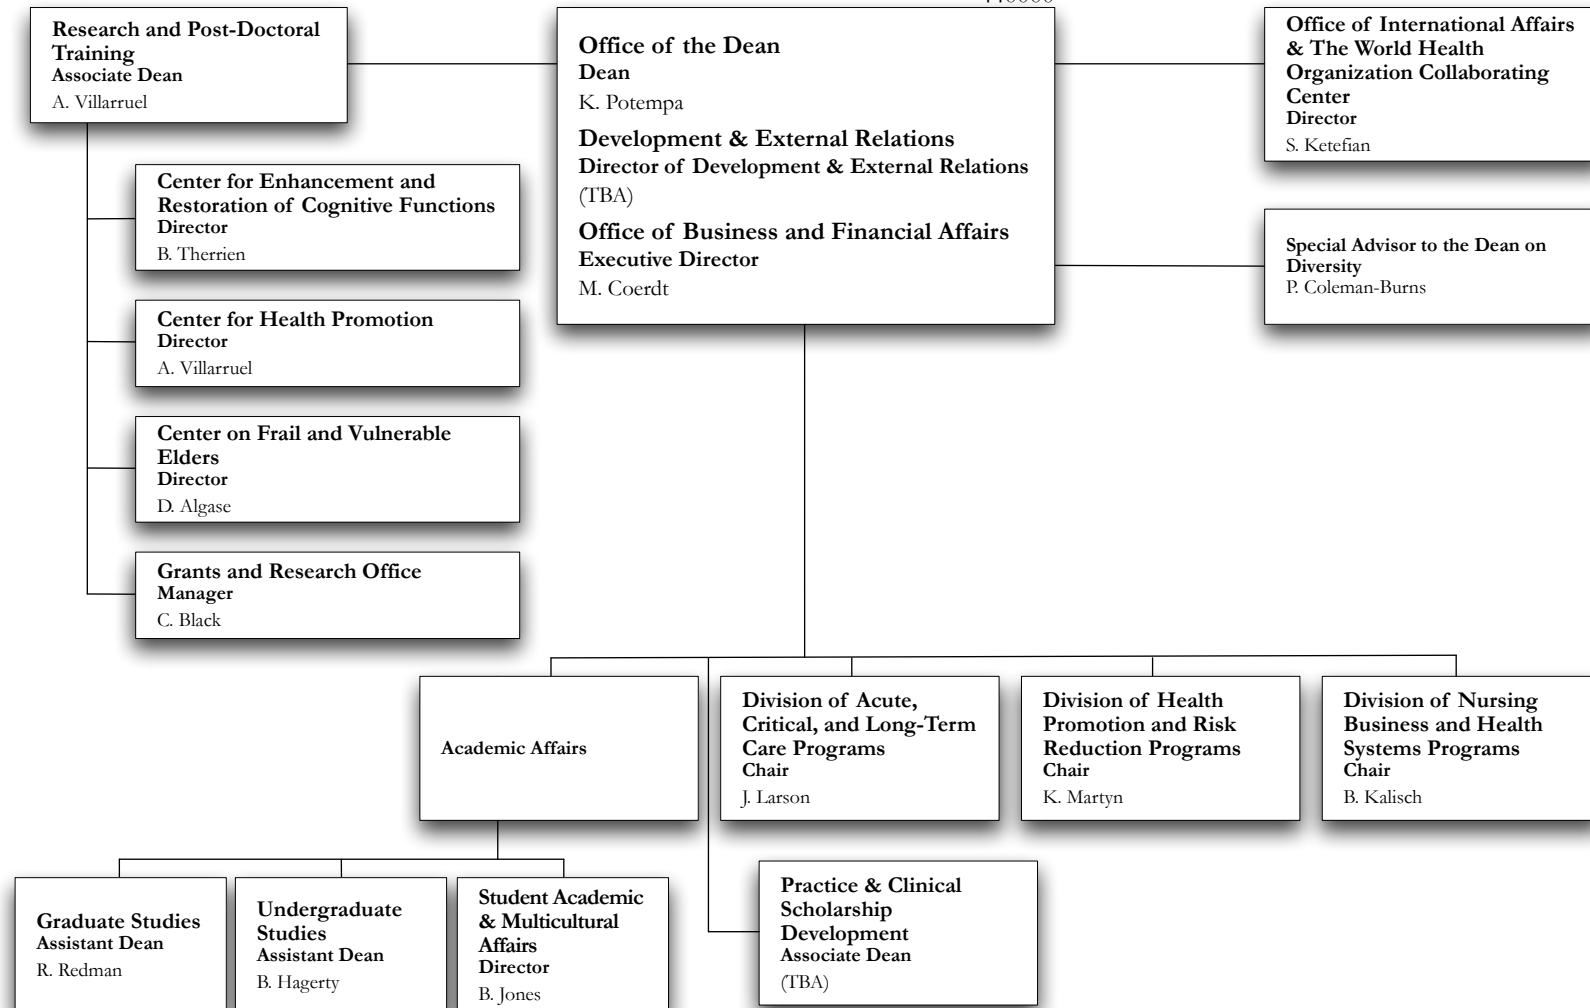 Research and Post-Doctoral
Training
Associate Dean
A. Villarruel
Office of the Dean
Dean
K. Potempa
Development & External Relations
Director of Development & External Relations
(TBA)
Office of Business and Financial Affairs
Executive Director
M. Coerdt
Office of International Affairs
& The World Health
Organization Collaborating
Center
Director
S. Ketefian
Special Advisor to the Dean on
Diversity
P. Coleman-Burns
Center for Enhancement and
Restoration of Cognitive Functions
Director
B. Therrien
Center for Health Promotion
Director
A. Villarruel
Center on Frail and Vulnerable
Elders
Director
D. Algase
Grants and Research Office
Manager
C. Black
Academic Affairs
Division of Acute,
Critical, and Long-Term
Care Programs
Chair
J. Larson
Division of Health
Promotion and Risk
Reduction Programs
Chair
K. Martyn
Division of Nursing
Business and Health
Systems Programs
Chair
B. Kalisch
Graduate Studies
Assistant Dean
R. Redman
Undergraduate
Studies
Assistant Dean
B. Hagerty
Student Academic
& Multicultural
Affairs
Director
B. Jones
Practice & Clinical
Scholarship
Development
Associate Dean
(TBA)